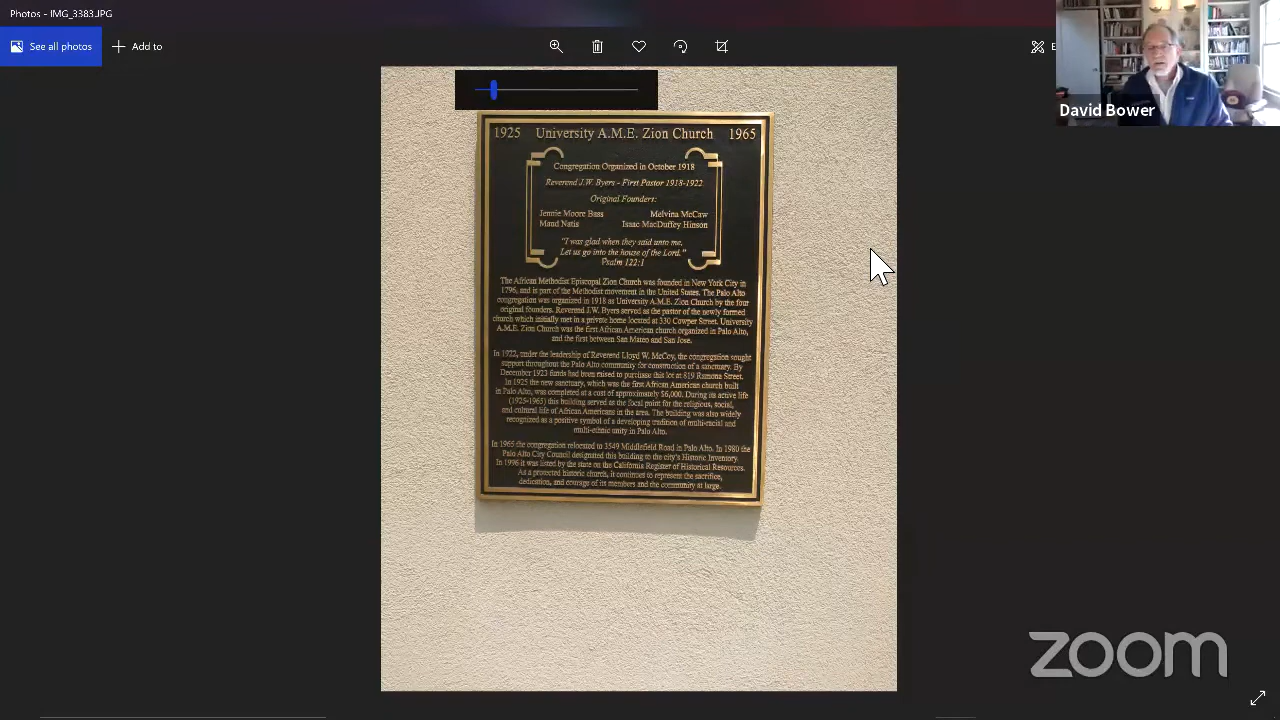 Photos - IMG_3383.JPG
See all photos
Add to
David Bower
1925 University A.M.E. Zion Church 1965
Congregation Organized in October 1918
Reverend J.W. Byers - First Pastor 1918-1922
Original Founders:
Jennie Moore Bass Melvina McCaw
Maud Natis Isaac MacDuffey Hinson
"I was glad when they said unto me,
Let us go into the house of the Lord."
Psalm 122:1
The African Methodist Episcopal Zion Church was founded in New York City in
1796, and is part of the Methodist movement in the United States. The Palo Alto
congregation was organized in 1918 as University A.M.E. Zion Church by the four
original founders. Reverend J.W. Byers served as the pastor of the newly formed
church which initially met in a private home located at 330 Cowper Street. University
A.M.E. Zion Church was the first African American church organized in Palo Alto,
and the first between San Mateo and San Jose.
In 1922, under the leadership of Reverend Lloyd W. McCoy, the congregation sought
support throughout the Palo Alto community for construction of a sanctuary. By
December 1923 funds had been raised to purchase this lot at 819 Ramona Street.
In 1925 the new sanctuary, which was the first African American church built
in Palo Alto, was completed at a cost of approximately $6,000. During its active life
(1925-1965) this building served as the focal point for the religious, social,
and cultural life of African Americans in the area. The building was also widely
recognized as a positive symbol of a developing tradition of multi-racial and
multi-ethnic unity in Palo Alto.
In 1965 the congregation relocated to 3549 Middlefield Road in Palo Alto. In 1980 the
Palo Alto City Council designated this building to the city's Historic Inventory.
In 1996 it was listed by the state on the California Register of Historical Resources.
As a protected historic church, it continues to represent the sacrifice,
dedication, and courage of its members and the community at large.
zoom